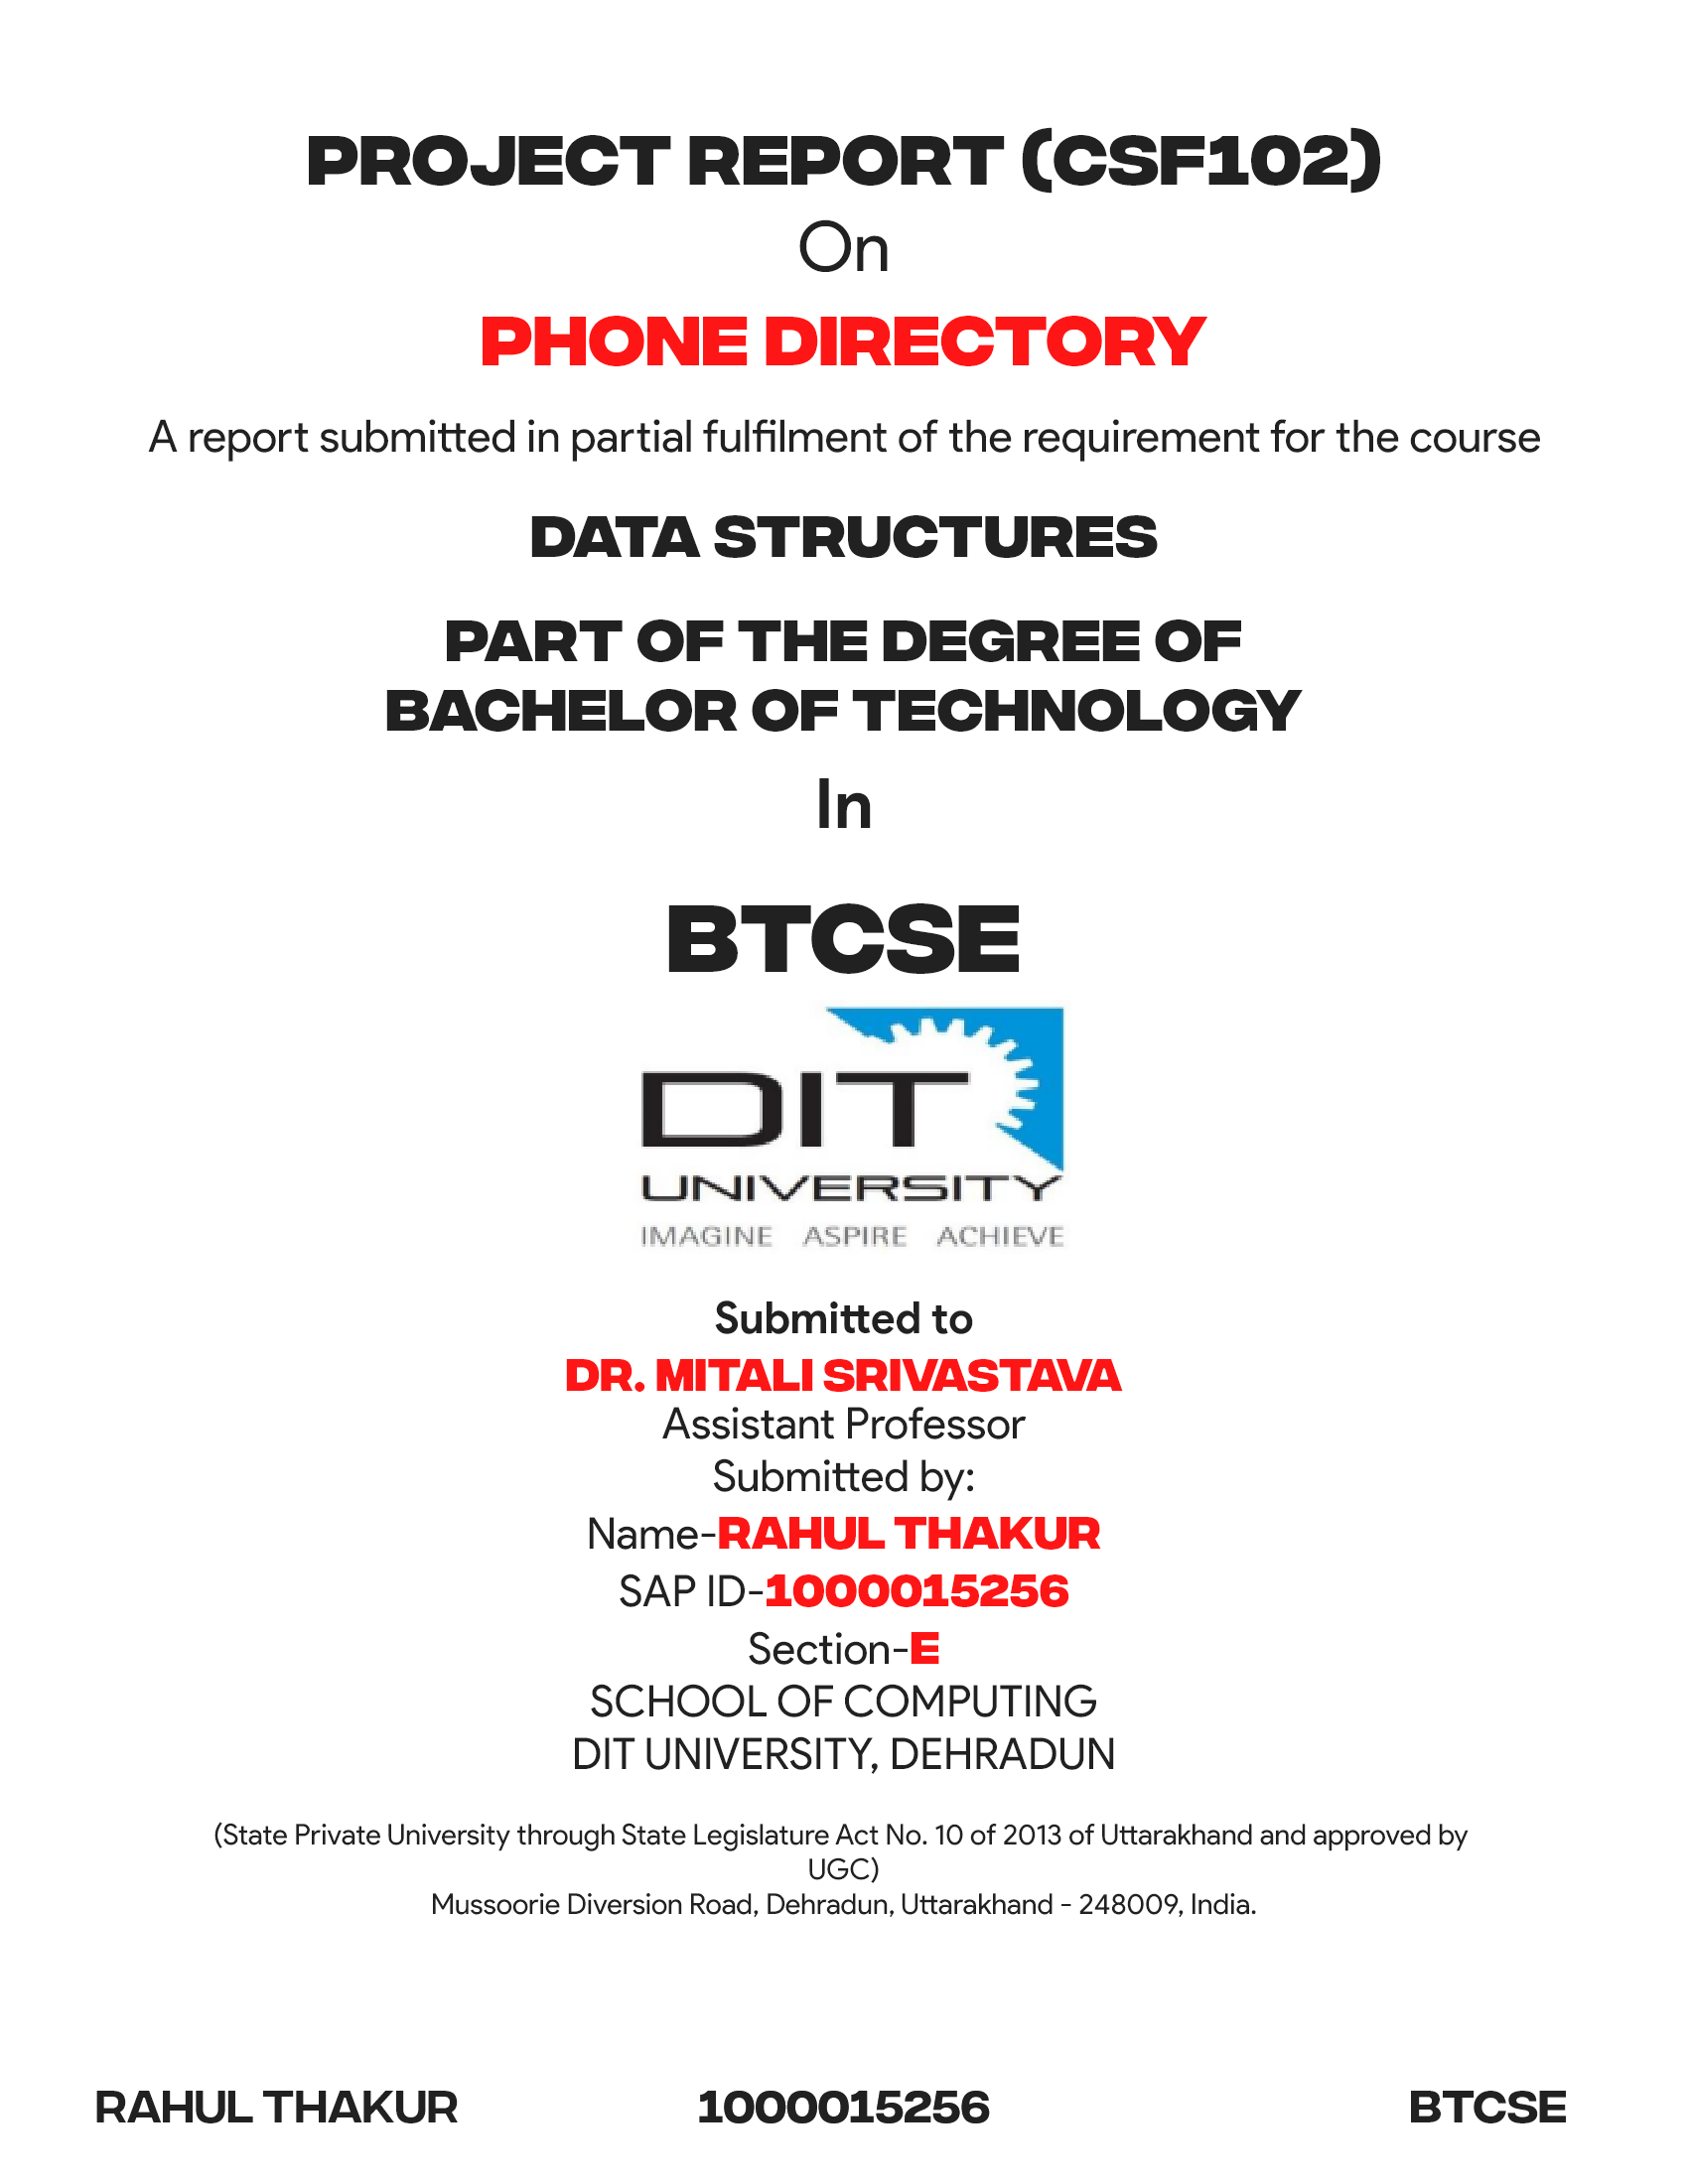 PROJECT REPORT (CSF102)
On
PHONE DIRECTORY
A report submitted in partial fulfilment of the requirement for the course
DATA STRUCTURES
PART OF THE DEGREE OF
BACHELOR OF TECHNOLOGY
In
BTCSE
DIT
UNIVERSITY
IMAGINE ASPIRE ACHIEVE
Submitted to
DR. MITALI SRIVASTAVA
Assistant Professor
Submitted by:
Name-RAHUL THAKUR
SAP ID-1000015256
Section-E
SCHOOL OF COMPUTING
DIT UNIVERSITY, DEHRADUN
(State Private University through State Legislature Act No. 10 of 2013 of Uttarakhand and approved by
UGC)
Mussoorie Diversion Road, Dehradun, Uttarakhand - 248009, India.
RAHUL THAKUR 1000015256 BTCSE